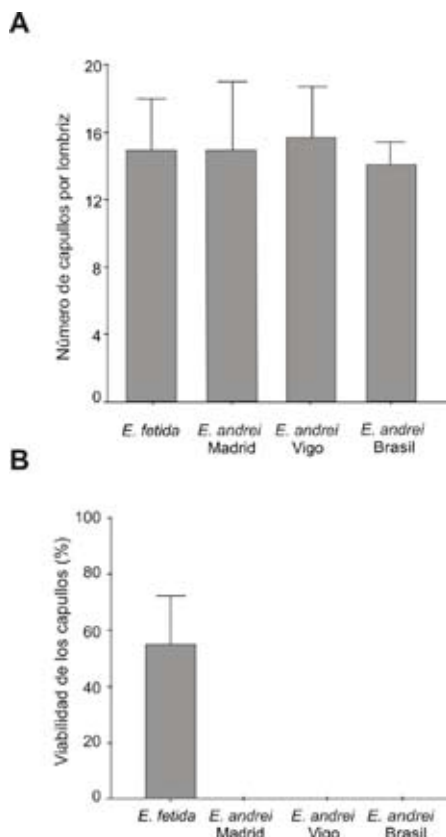 A
Número de capullos por lombriz
20
16
12
8
4
0
E. fetida E. andrei E. andrei E. andrei
Madrid Vigo Brasil
B
Viabilidad de los capullos (%)
100
80
60
40
20
0
E. fetida E. andrei E. andrei E. andrei
Madrid Vigo Brasil